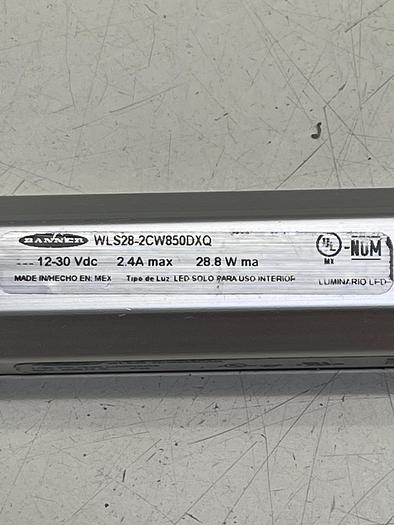 BANNER WLS28-2CW850DXQ
--- 12-30 Vdc 2.4A max 28.8 W ma
MADE IN/HECHO EN: MEX Tipo de Luz LED SOLO PARA USO INTERIOR
UL -NOM
MX
LUMINARIO LED